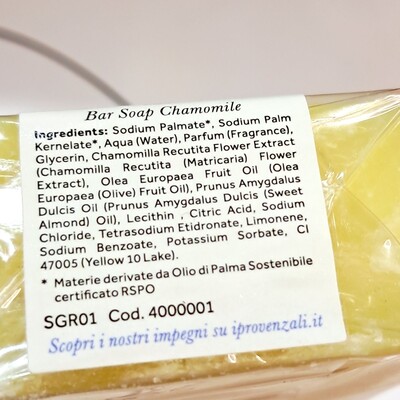 Bar Soap Chamomile
Ingredients: Sodium Palmate*, Sodium Palm
Kernelate*, Aqua (Water), Parfum (Fragrance),
Glycerin, Chamomilla Recutita Flower Extract
(Chamomilla Recutita (Matricaria) Flower
Extract), Olea Europaea Fruit Oil (Olea
Europaea (Olive) Fruit Oil), Prunus Amygdalus
Dulcis Oil (Prunus Amygdalus Dulcis (Sweet
Almond) Oil), Lecithin , Citric Acid, Sodium
Chloride, Tetrasodium Etidronate, Limonene,
Sodium Benzoate, Potassium Sorbate, CI
47005 (Yellow 10 Lake).
* Materie derivate da Olio di Palma Sostenibile
certificato RSPO
SGR01 Cod. 4000001
Scopri i nostri impegni su iprovenzali.it